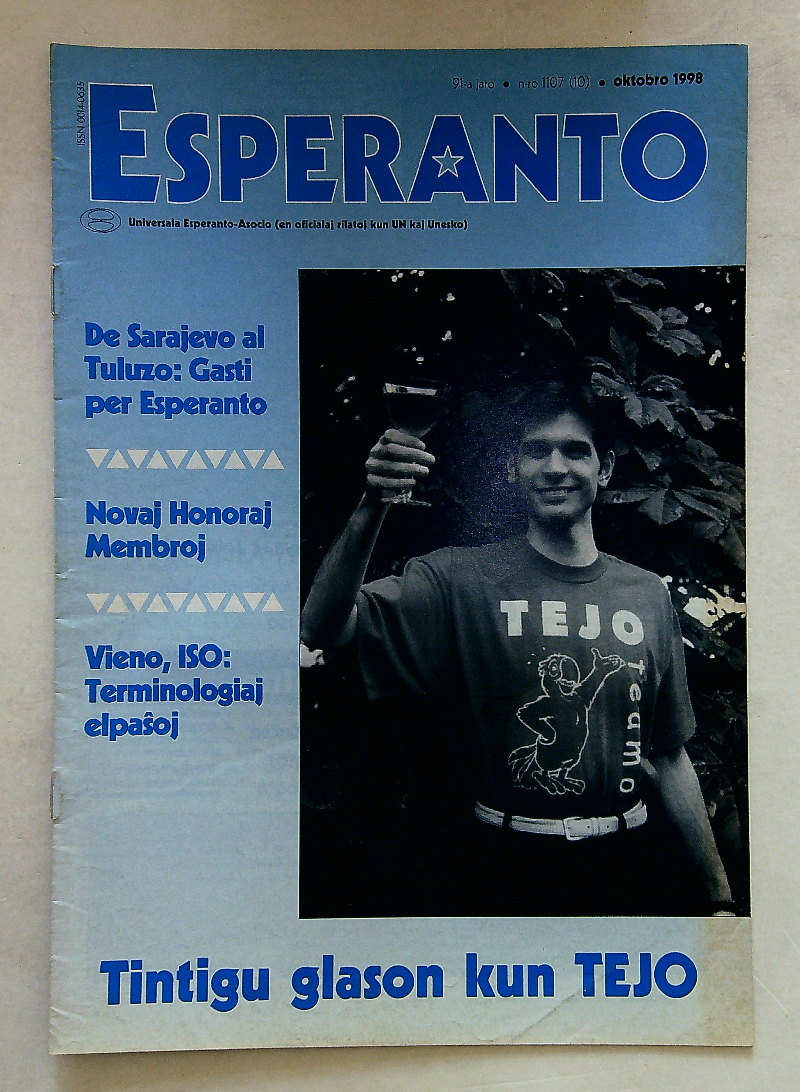 91-a jaro • n-ro 1107 (10) • oktobro 1998
ISSN 0014-0635
ESPERANTO
Universala Esperanto-Asocio (en oficialaj rilatoj kun UN kaj Unesko)
De Sarajevo al
Tuluzo: Gasti
per Esperanto
Novaj Honoraj
Membroj
Vieno, ISO:
Terminologiaj
elpaŝoj
TEJO
Teamo
Tintigu glason kun TEJO